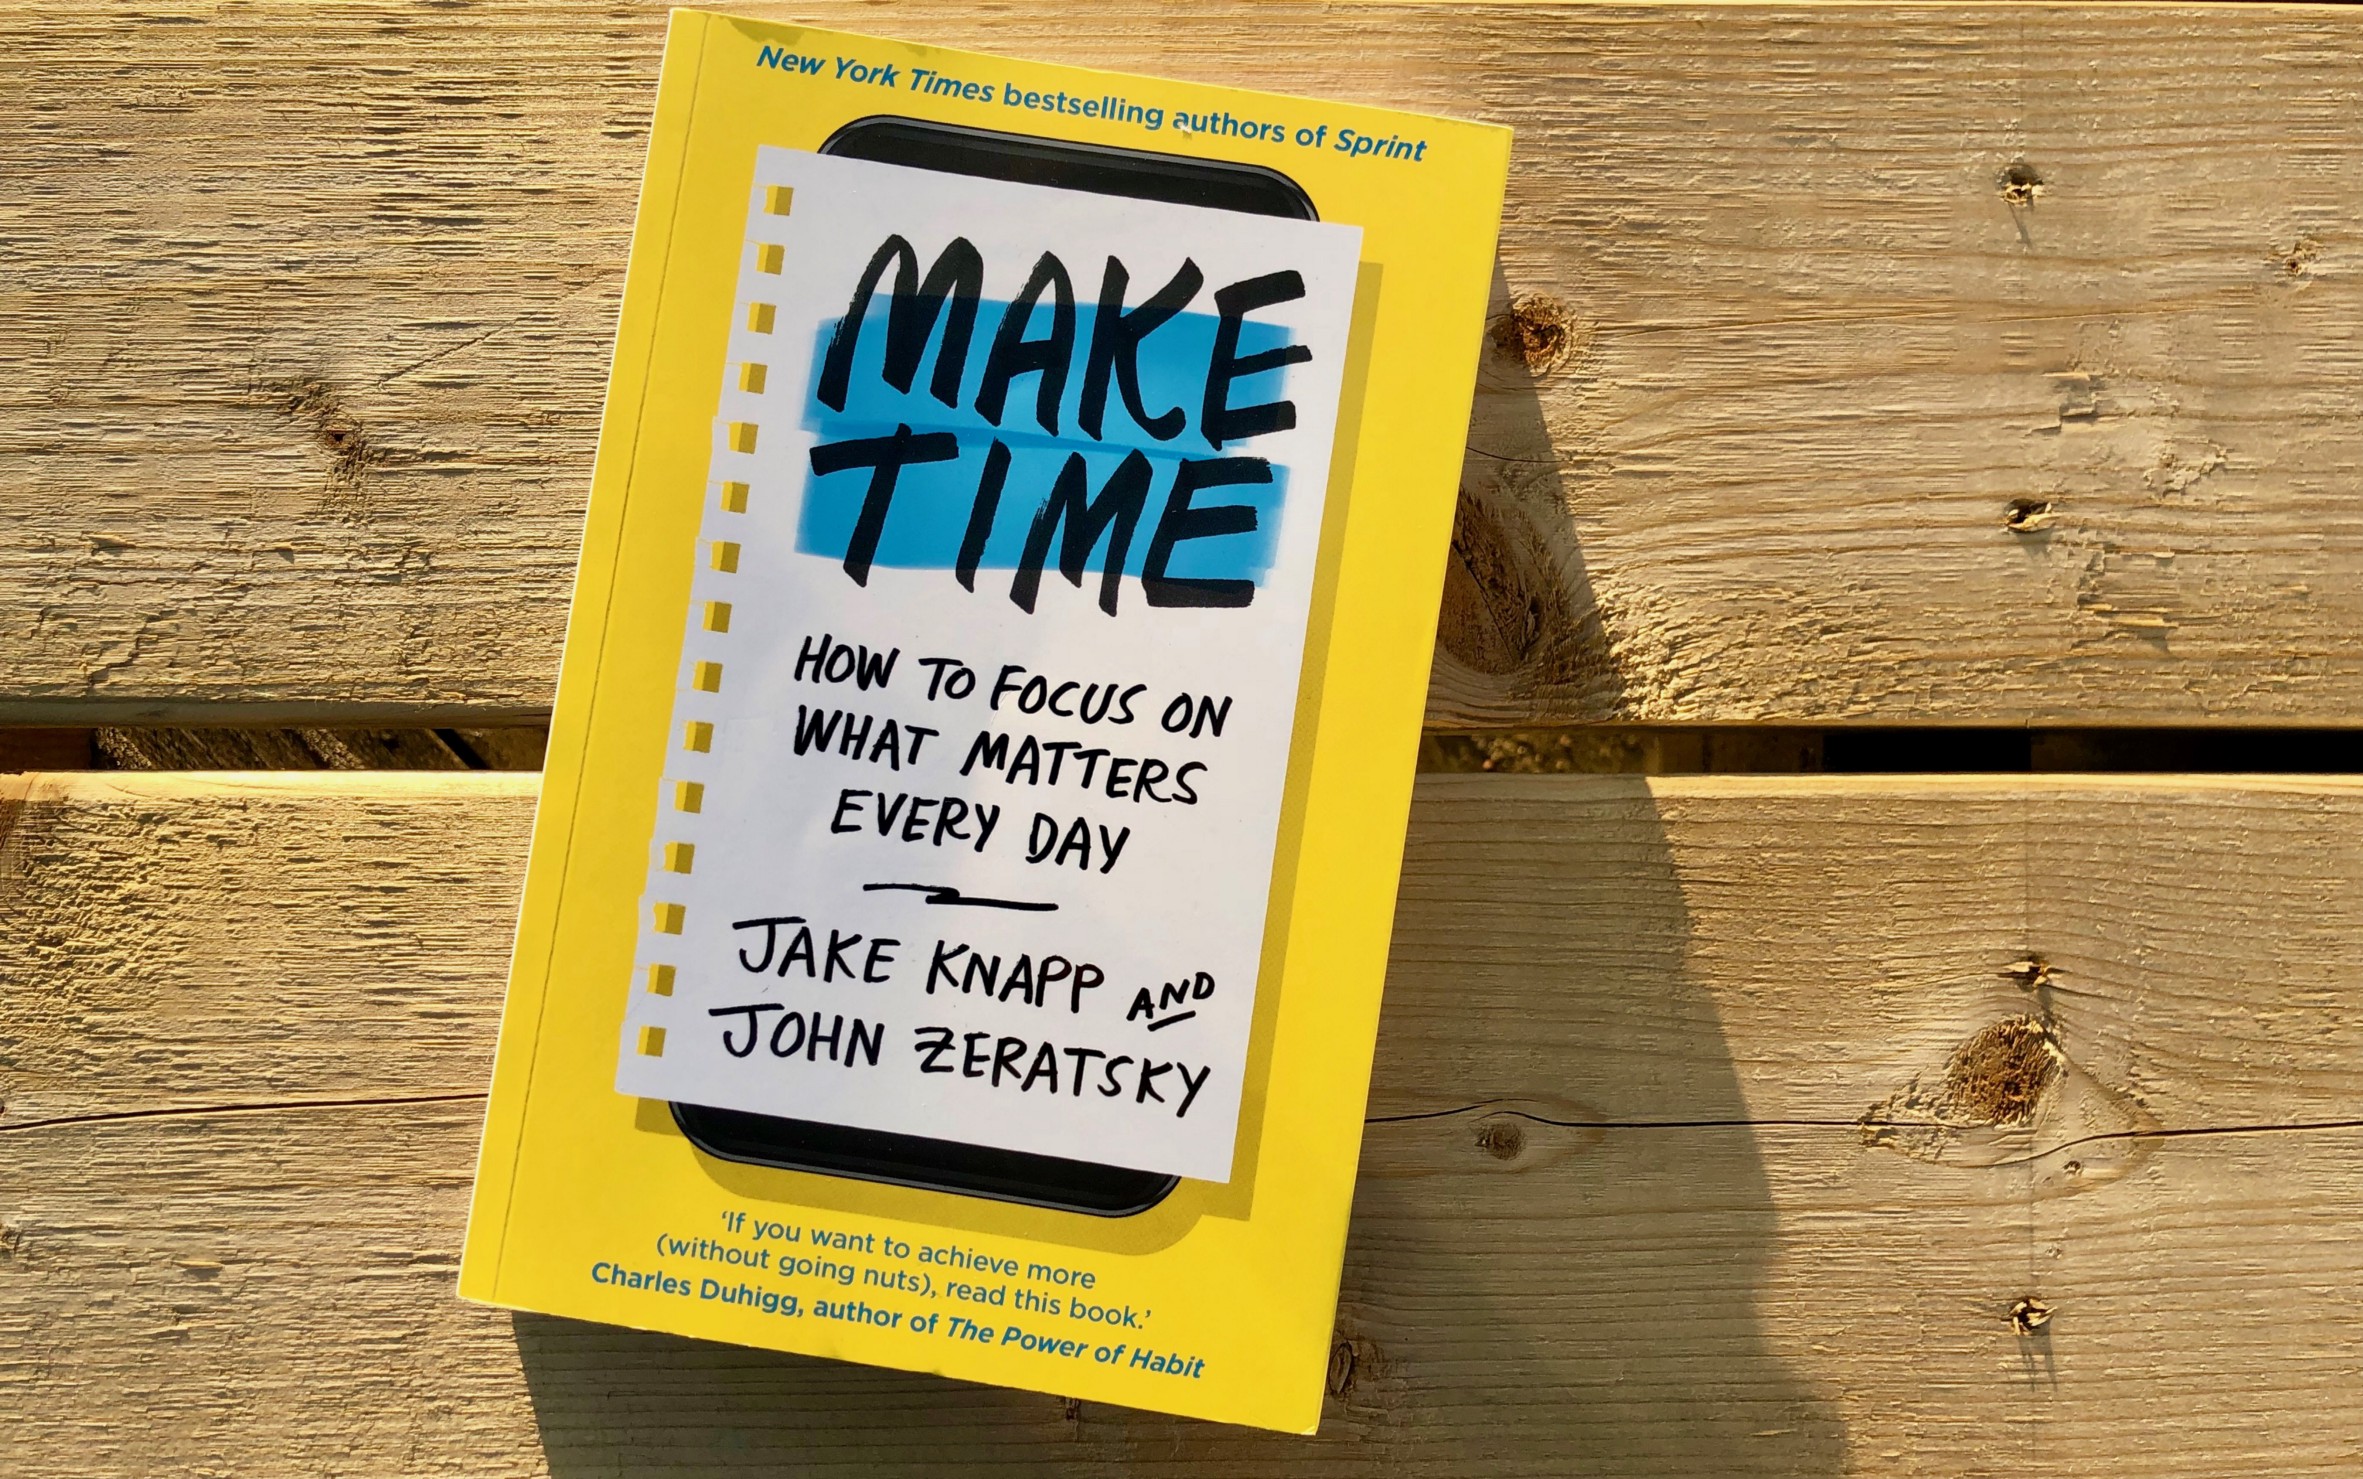 New York Times bestselling authors of Sprint
MAKE
TIME
HOW TO FOCUS ON
WHAT MATTERS
EVERY DAY
JAKE KNAPP AND
JOHN ZERATSKY
‘If you want to achieve more
(without going nuts), read this book.’
Charles Duhigg, author of The Power of Habit